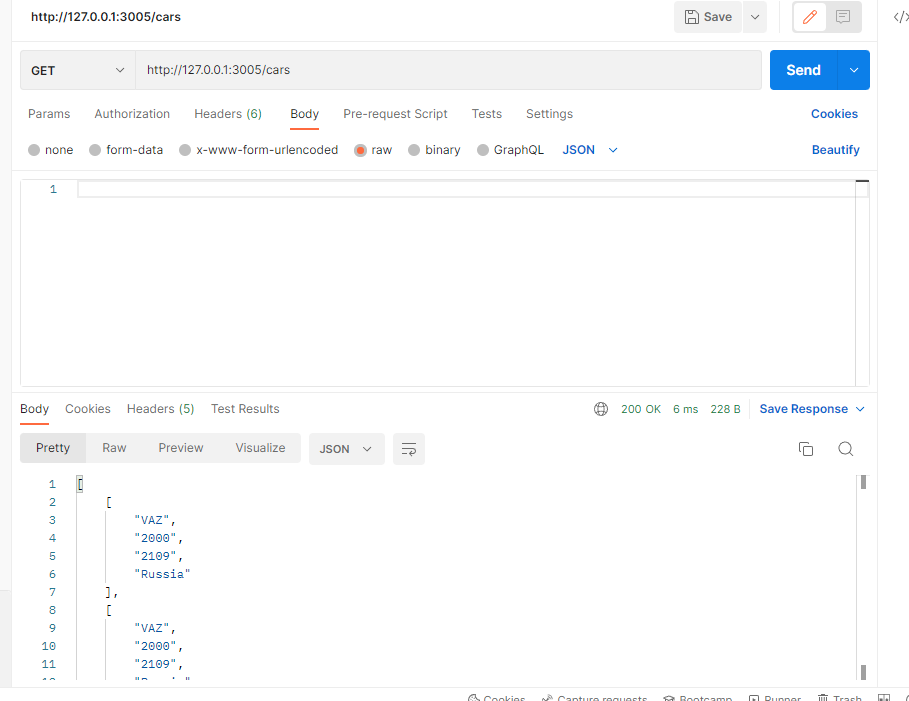 http://127.0.0.1:3005/cars
Save
GET http://127.0.0.1:3005/cars Send
Params Authorization Headers (6) Body Pre-request Script Tests Settings Cookies
none form-data x-www-form-urlencoded raw binary GraphQL JSON Beautify
1
Body Cookies Headers (5) Test Results 200 OK 6 ms 228 B Save Response
Pretty Raw Preview Visualize JSON
1 [
2 [
3 "VAZ",
4 "2000",
5 "2109",
6 "Russia"
7 ],
8 [
9 "VAZ",
10 "2000",
11 "2109",
12 "Russia"
Cookies Capture requests Bootcamp Runner Trash